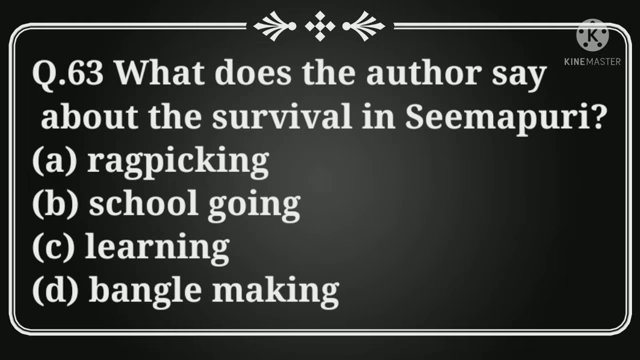 KINEMASTER
Q.63 What does the author say
about the survival in Seemapuri?
(a) ragpicking
(b) school going
(c) learning
(d) bangle making